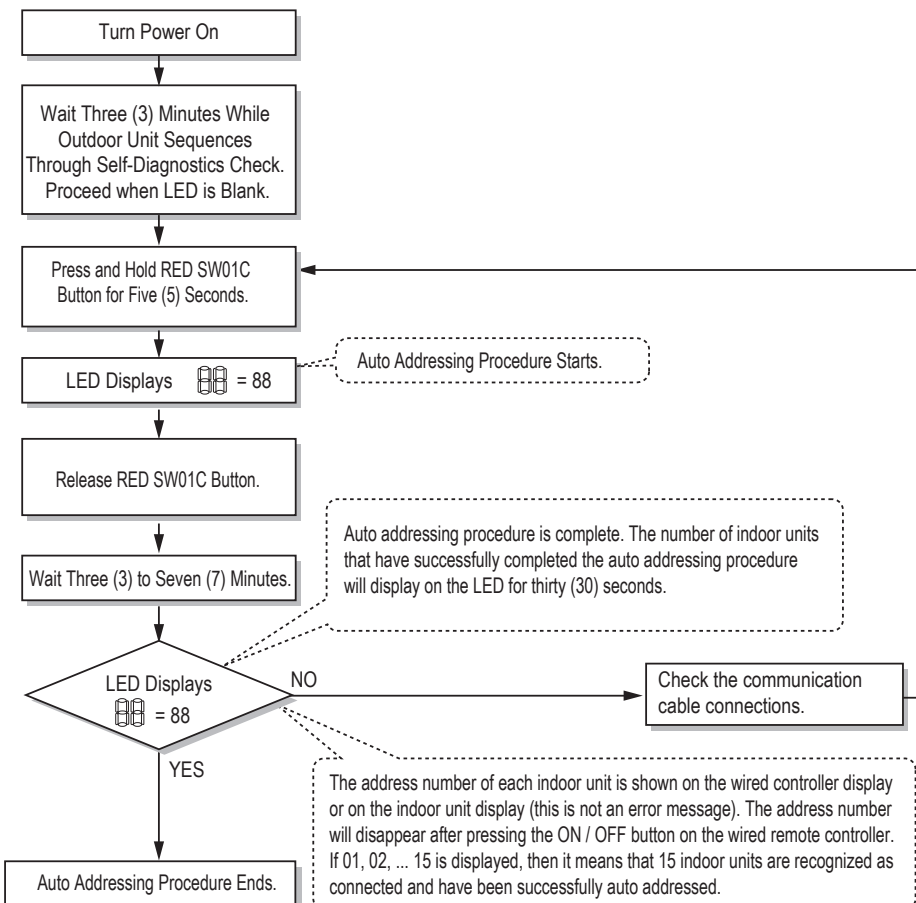 Turn Power On
Wait Three (3) Minutes While
Outdoor Unit Sequences
Through Self-Diagnostics Check.
Proceed when LED is Blank.
Press and Hold RED SW01C
Button for Five (5) Seconds.
LED Displays 88 = 88
Auto Addressing Procedure Starts.
Release RED SW01C Button.
Auto addressing procedure is complete. The number of indoor units
that have successfully completed the auto addressing procedure
will display on the LED for thirty (30) seconds.
Wait Three (3) to Seven (7) Minutes.
LED Displays
88 = 88
NO
Check the communication
cable connections.
YES
The address number of each indoor unit is shown on the wired controller display
or on the indoor unit display (this is not an error message). The address number
will disappear after pressing the ON / OFF button on the wired remote controller.
If 01, 02, ... 15 is displayed, then it means that 15 indoor units are recognized as
connected and have been successfully auto addressed.
Auto Addressing Procedure Ends.